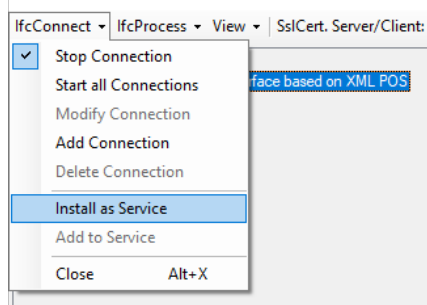 IfcConnect IfcProcess View SslCert. Server/Client:
Stop Connection
Start all Connections face based on XML POS
Modify Connection
Add Connection
Delete Connection
Install as Service
Add to Service
Close Alt+X